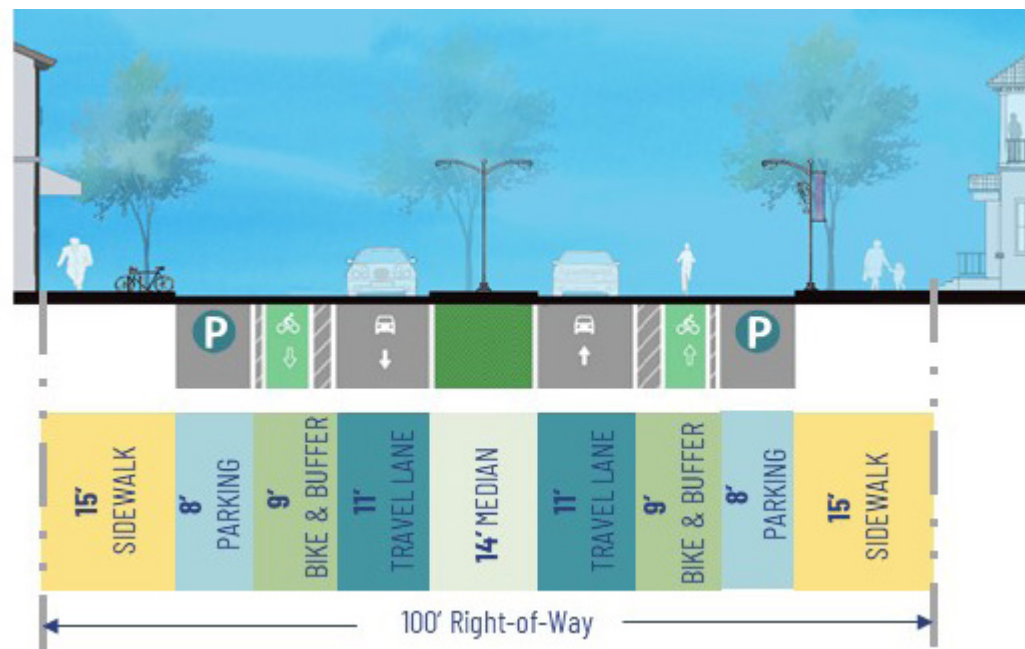 P
P
15’ SIDEWALK
8’ PARKING
9’ BIKE & BUFFER
11’ TRAVEL LANE
14’ MEDIAN
11’ TRAVEL LANE
9’ BIKE & BUFFER
8’ PARKING
15’ SIDEWALK
100’ Right-of-Way